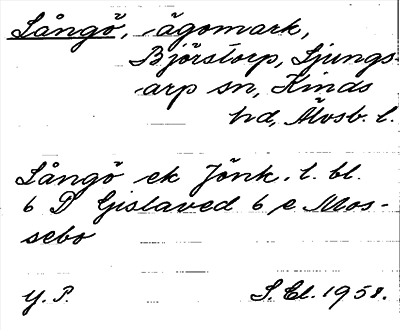 Långö, -ägomark,
Björstorp, Ljungs-
arp sn, Kinds
hd, Älvsb. l.
Långö ek Jönk. l. bl.
6 D Gislaved 6 e Mos-
sebo
Y. P. S. Cl. 1958.